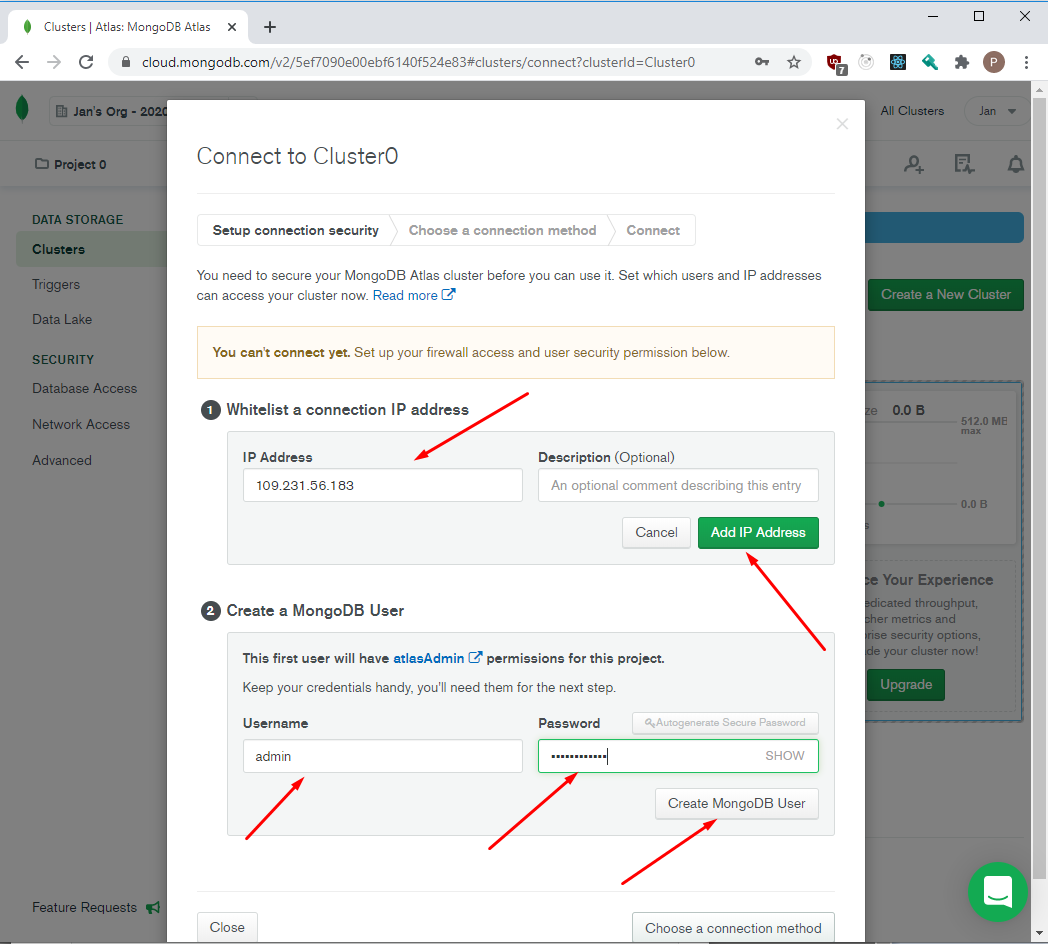 Clusters | Atlas: MongoDB Atlas
cloud.mongodb.com/v2/5ef7090e00ebf6140f524e83#clusters/connect?clusterId=Cluster0
7
P
Jan's Org - 2020
All Clusters
Jan
Project 0
DATA STORAGE
Clusters
Triggers
Data Lake
SECURITY
Database Access
Network Access
Advanced
Feature Requests
Connect to Cluster0
Setup connection security
Choose a connection method
Connect
You need to secure your MongoDB Atlas cluster before you can use it. Set which users and IP addresses
can access your cluster now. Read more
You can't connect yet. Set up your firewall access and user security permission below.
1 Whitelist a connection IP address
IP Address
Description (Optional)
109.231.56.183
An optional comment describing this entry
Cancel
Add IP Address
2 Create a MongoDB User
This first user will have atlasAdmin permissions for this project.
Keep your credentials handy, you'll need them for the next step.
Username
Password
Autogenerate Secure Password
admin
SHOW
Create MongoDB User
Close
Choose a connection method
Create a New Cluster
ze 0.0 B
512.0 MB
max
0.0 B
s
ce Your Experience
edicated throughput,
cher metrics and
rise security options,
de your cluster now!
Upgrade